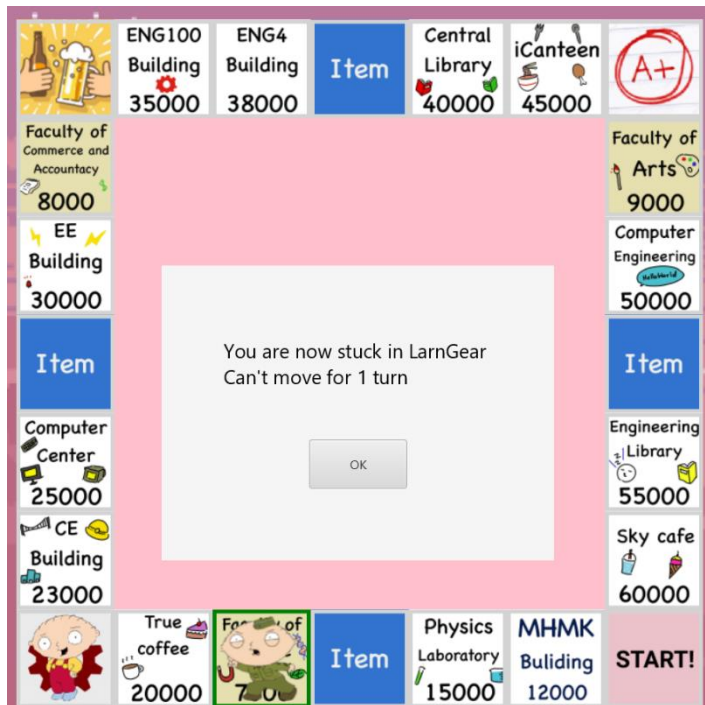 ENG100
Building
35000
ENG4
Building
38000
Item
Central
Library
40000
iCanteen
45000
A+
Faculty of
Commerce and
Accountacy
8000
Faculty of
Arts
9000
EE
Building
30000
Computer
Engineering
HelloWorld
50000
Item
You are now stuck in LarnGear
Can't move for 1 turn
OK
Item
Computer
Center
25000
Engineering
Library
55000
CE
Building
23000
Sky cafe
60000
True
coffee
20000
Item
Physics
Laboratory
15000
MHMK
Buliding
12000
START!